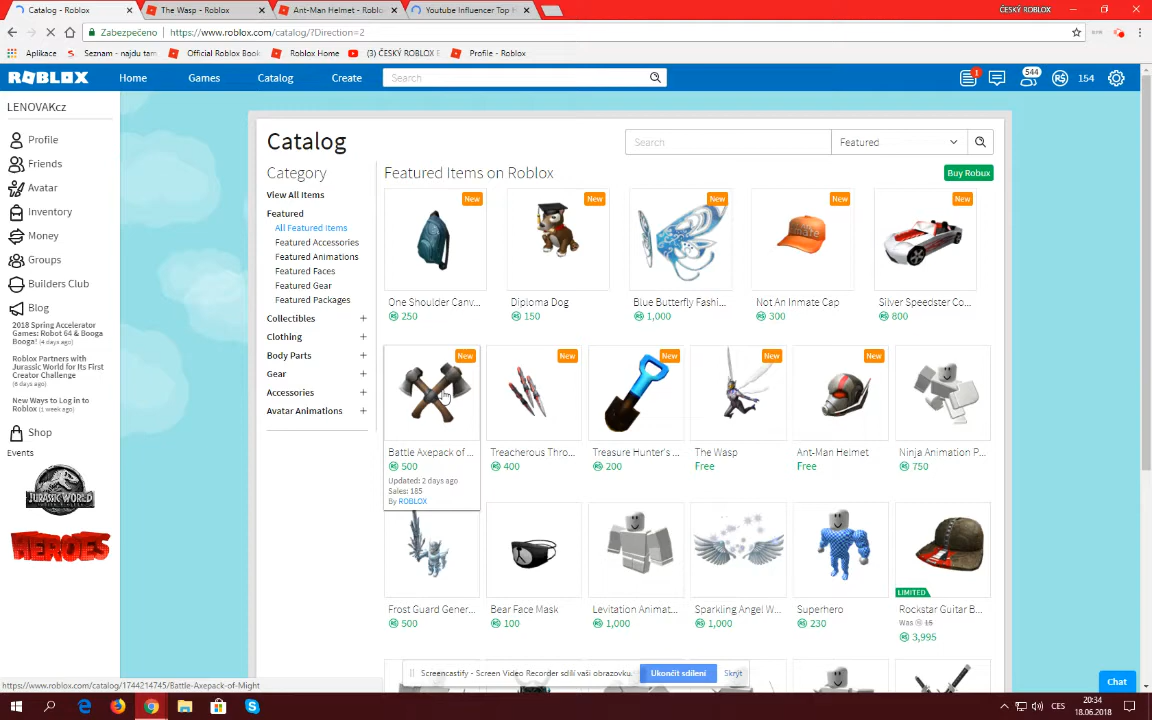 Catalog - Roblox
The Wasp - Roblox
Ant-Man Helmet - Roblo
Youtube Influencer Top H
ČESKÝ ROBLOX
Zabezpečeno
https://www.roblox.com/catalog/?Direction=2
Aplikace
Seznam - najdu tam
Official Roblox Book
Roblox Home
(3) ČESKÝ ROBLOX
Profile - Roblox
ROBLOX
Home
Games
Catalog
Create
Search
1
544
154
LENOVAKcz
Profile
Friends
Avatar
Inventory
Money
Groups
Builders Club
Blog
2018 Spring Accelerator
Games: Robot 64 & Booga
Booga! (4 days ago)
Roblox Partners with
Jurassic World for Its First
Creator Challenge
(6 days ago)
New Ways to Log in to
Roblox (1 week ago)
Shop
Events
JURASSIC WORLD
HEROES
Catalog
Search
Featured
Category
View All Items
Featured
All Featured Items
Featured Accessories
Featured Animations
Featured Faces
Featured Gear
Featured Packages
Collectibles +
Clothing +
Body Parts +
Gear +
Accessories +
Avatar Animations +
Featured Items on Roblox
Buy Robux
New
New
New
New
New
One Shoulder Canv...
Diploma Dog
Blue Butterfly Fashi...
Not An Inmate Cap
Silver Speedster Co...
250
150
1,000
300
800
New
New
New
New
New
Battle Axepack of ...
Treacherous Thro...
Treasure Hunter's ...
The Wasp
Ant-Man Helmet
Ninja Animation P...
500
400
200
Free
Free
750
Updated: 2 days ago
Sales: 185
By ROBLOX
LIMITED
Frost Guard Gener...
Bear Face Mask
Levitation Animat...
Sparkling Angel W...
Superhero
Rockstar Guitar B...
500
100
1,000
1,000
230
Was
3,995
Screencastify - Screen Video Recorder sdílí vaši obrazovku.
Ukončit sdílení
Skrýt
Chat
https://www.roblox.com/catalog/1744214745/Battle-Axepack-of-Might
CES
20:34
18.06.2018